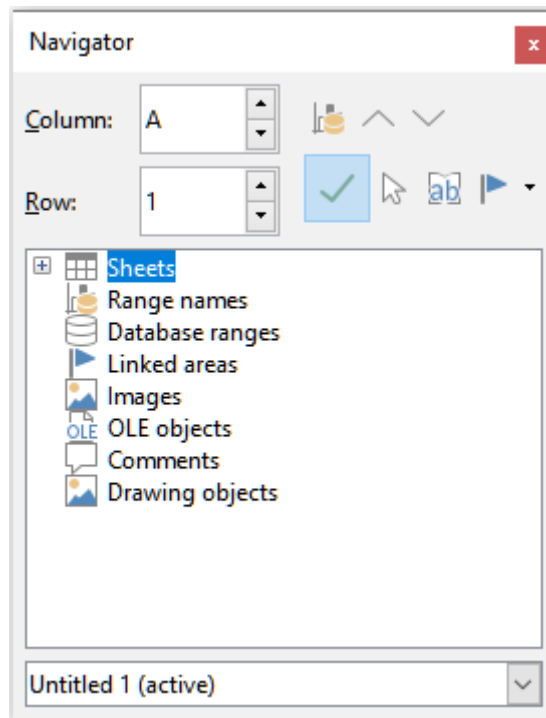 Navigator
x
Column: A
Row: 1
ab
Sheets
Range names
Database ranges
Linked areas
Images
OLE OLE objects
Comments
Drawing objects
Untitled 1 (active)